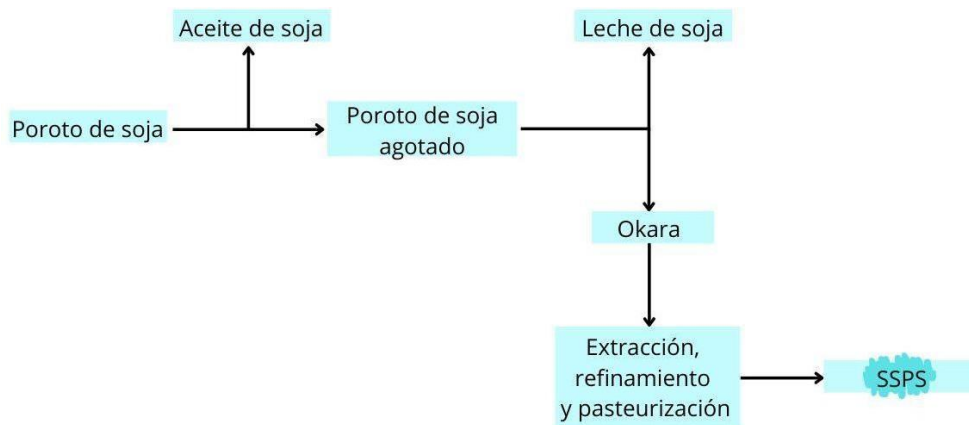 Aceite de soja
Leche de soja
Poroto de soja
Poroto de soja
agotado
Okara
Extracción,
refinamiento
y pasteurización
SSPS